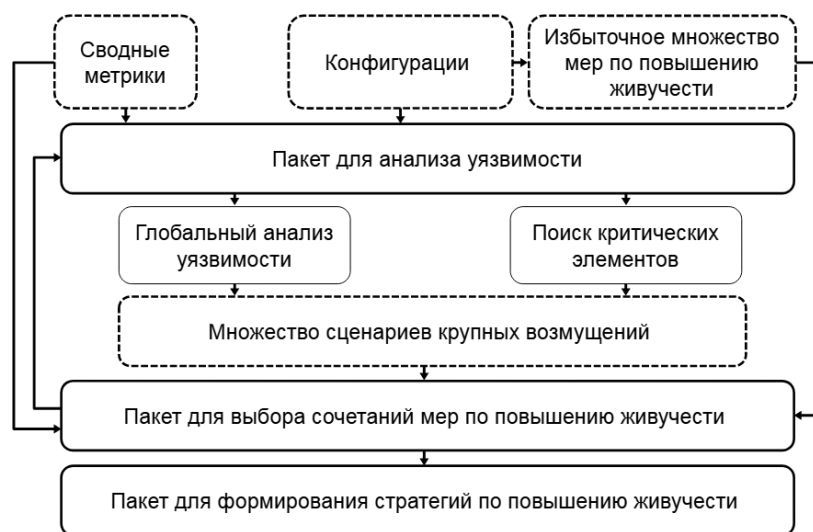 Сводные
метрики
Конфигурации
Избыточное множество
мер по повышению
живучести
Пакет для анализа уязвимости
Глобальный анализ
уязвимости
Поиск критических
элементов
Множество сценариев крупных возмущений
Пакет для выбора сочетаний мер по повышению живучести
Пакет для формирования стратегий по повышению живучести